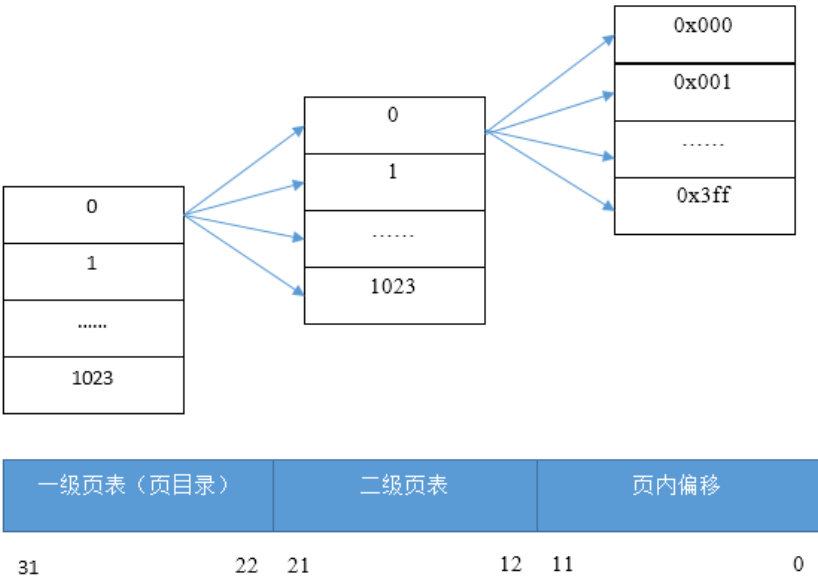 0x000
0x001
……
0x3ff
0
1
……
1023
0
1
……
1023
一级页表（页目录） 二级页表 页内偏移
31 22 21 12 11 0